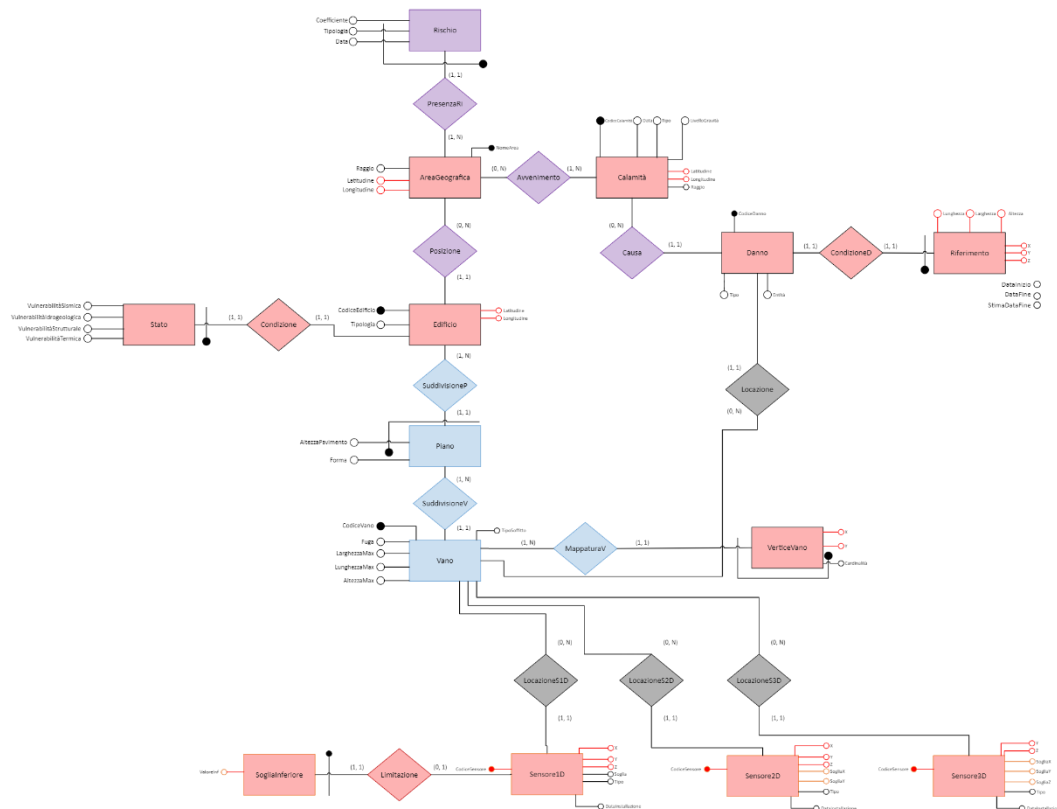 Coefficiente
Tipologia
Data
Rischio
(1, 1)
PresenzaRi
(1, N)
NomeArea
Raggio
Latitudine
Longitudine
AreaGeografica
(0, N)
Avvenimento
(1, N)
CodiceCalamità
Data
Tipo
LivelloGravità
Calamità
Latitudine
Longitudine
Raggio
(0, N)
Posizione
(1, 1)
(0, N)
Causa
(1, 1)
CodiceDanno
Danno
Tipo
Entità
(1, 1)
CondizioneD
(1, 1)
Lunghezza
Larghezza
Altezza
Riferimento
X
Y
Z
DataInizio
DataFine
StimaDataFine
VulnerabilitàSismica
VulnerabilitàIdrogeologica
VulnerabilitàStrutturale
VulnerabilitàTermica
Stato
(1, 1)
Condizione
(1, 1)
CodiceEdificio
Tipologia
Edificio
Latitudine
Longitudine
(1, N)
SuddivisioneP
(1, 1)
(1, 1)
Locazione
(0, N)
AltezzaPavimento
Forma
Piano
(1, N)
SuddivisioneV
(1, 1)
CodiceVano
Fuga
LarghezzaMax
LunghezzaMax
AltezzaMax
TipoSoffitto
Vano
(1, N)
MappaturaV
(1, 1)
VerticeVano
X
Y
Cardinalità
(0, N)
(0, N)
(0, N)
LocazioneS1D
LocazioneS2D
LocazioneS3D
(1, 1)
(1, 1)
(1, 1)
ValoreInf
SogliaInferiore
(1, 1)
Limitazione
(0, 1)
CodiceSensore
Sensore1D
X
Y
Z
Soglia
Tipo
DataInstallazione
CodiceSensore
Sensore2D
X
Y
Z
SogliaX
SogliaY
Tipo
DataInstallazione
CodiceSensore
Sensore3D
X
Y
Z
SogliaX
SogliaY
SogliaZ
Tipo